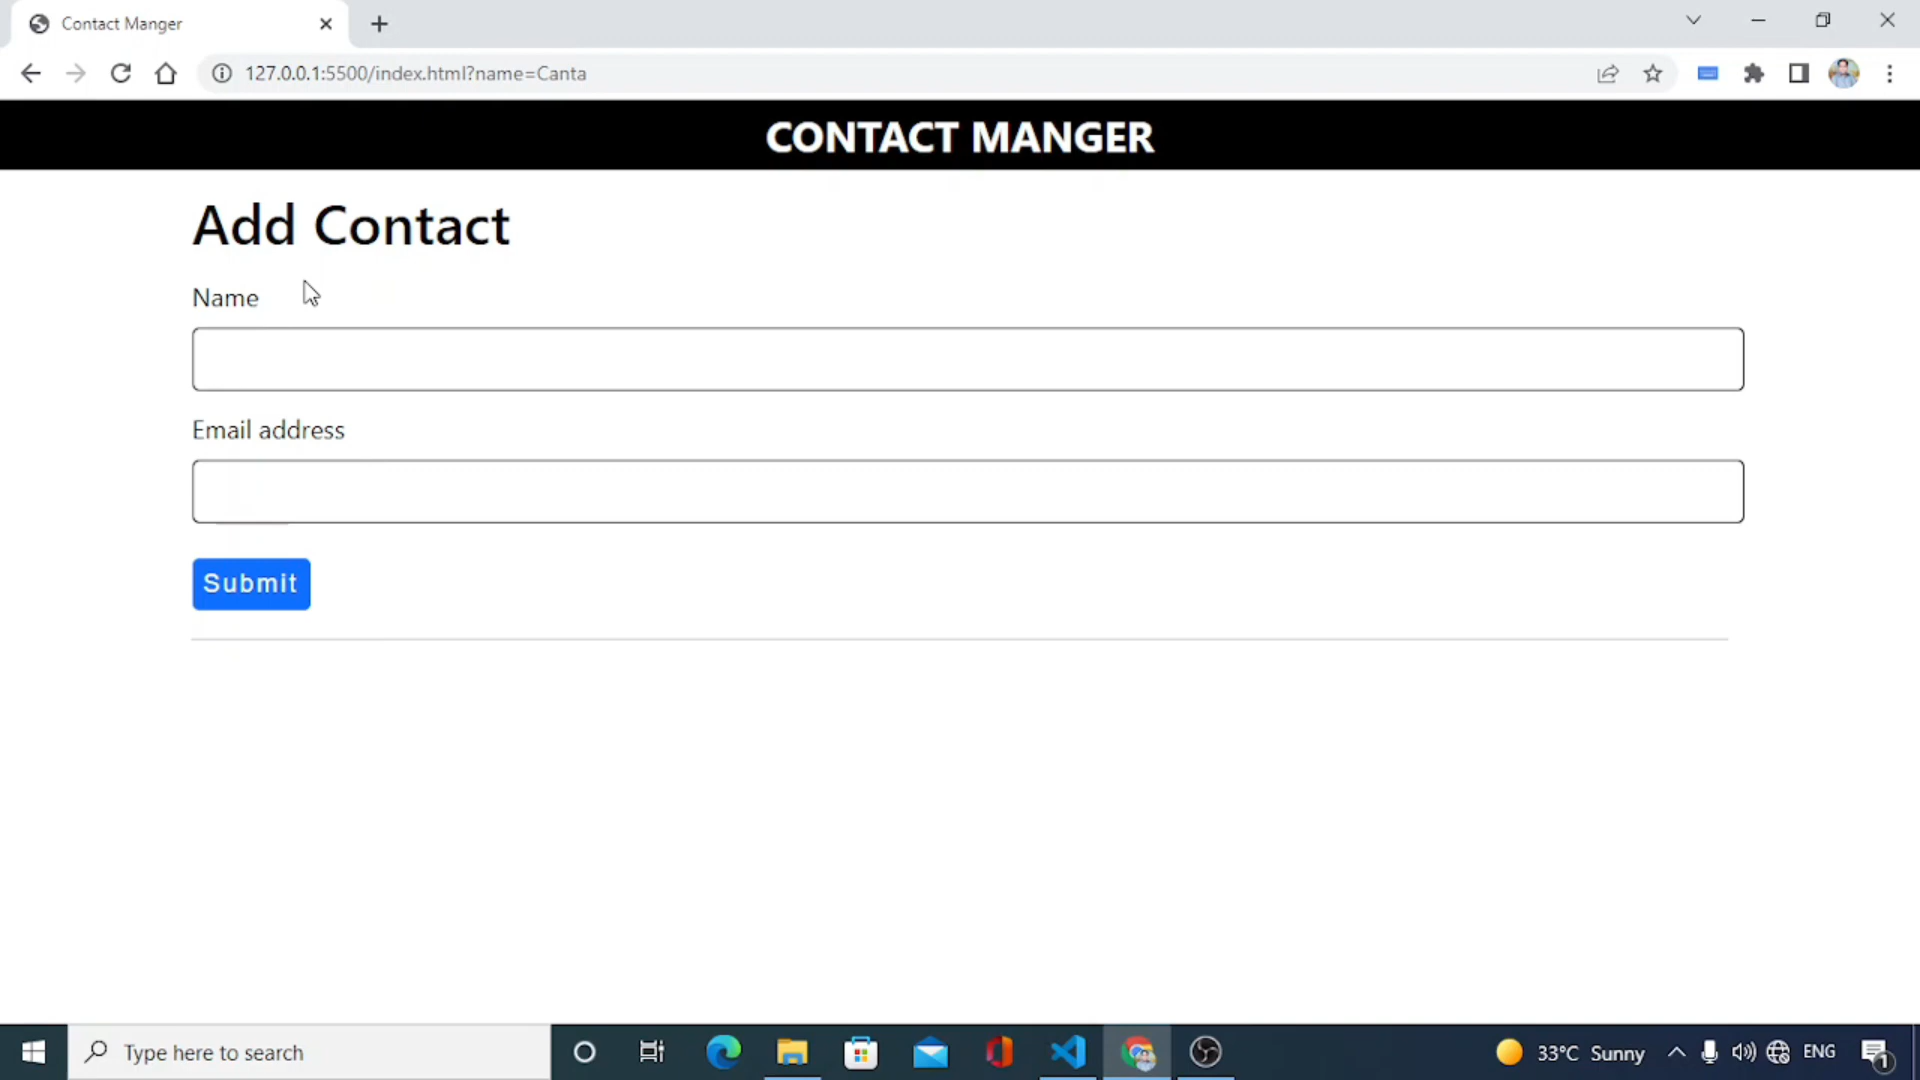 Contact Manger
127.0.0.1:5500/index.html?name=Canta
CONTACT MANGER
Add Contact
Name
Email address
Submit
Type here to search
33°C Sunny
ENG
1